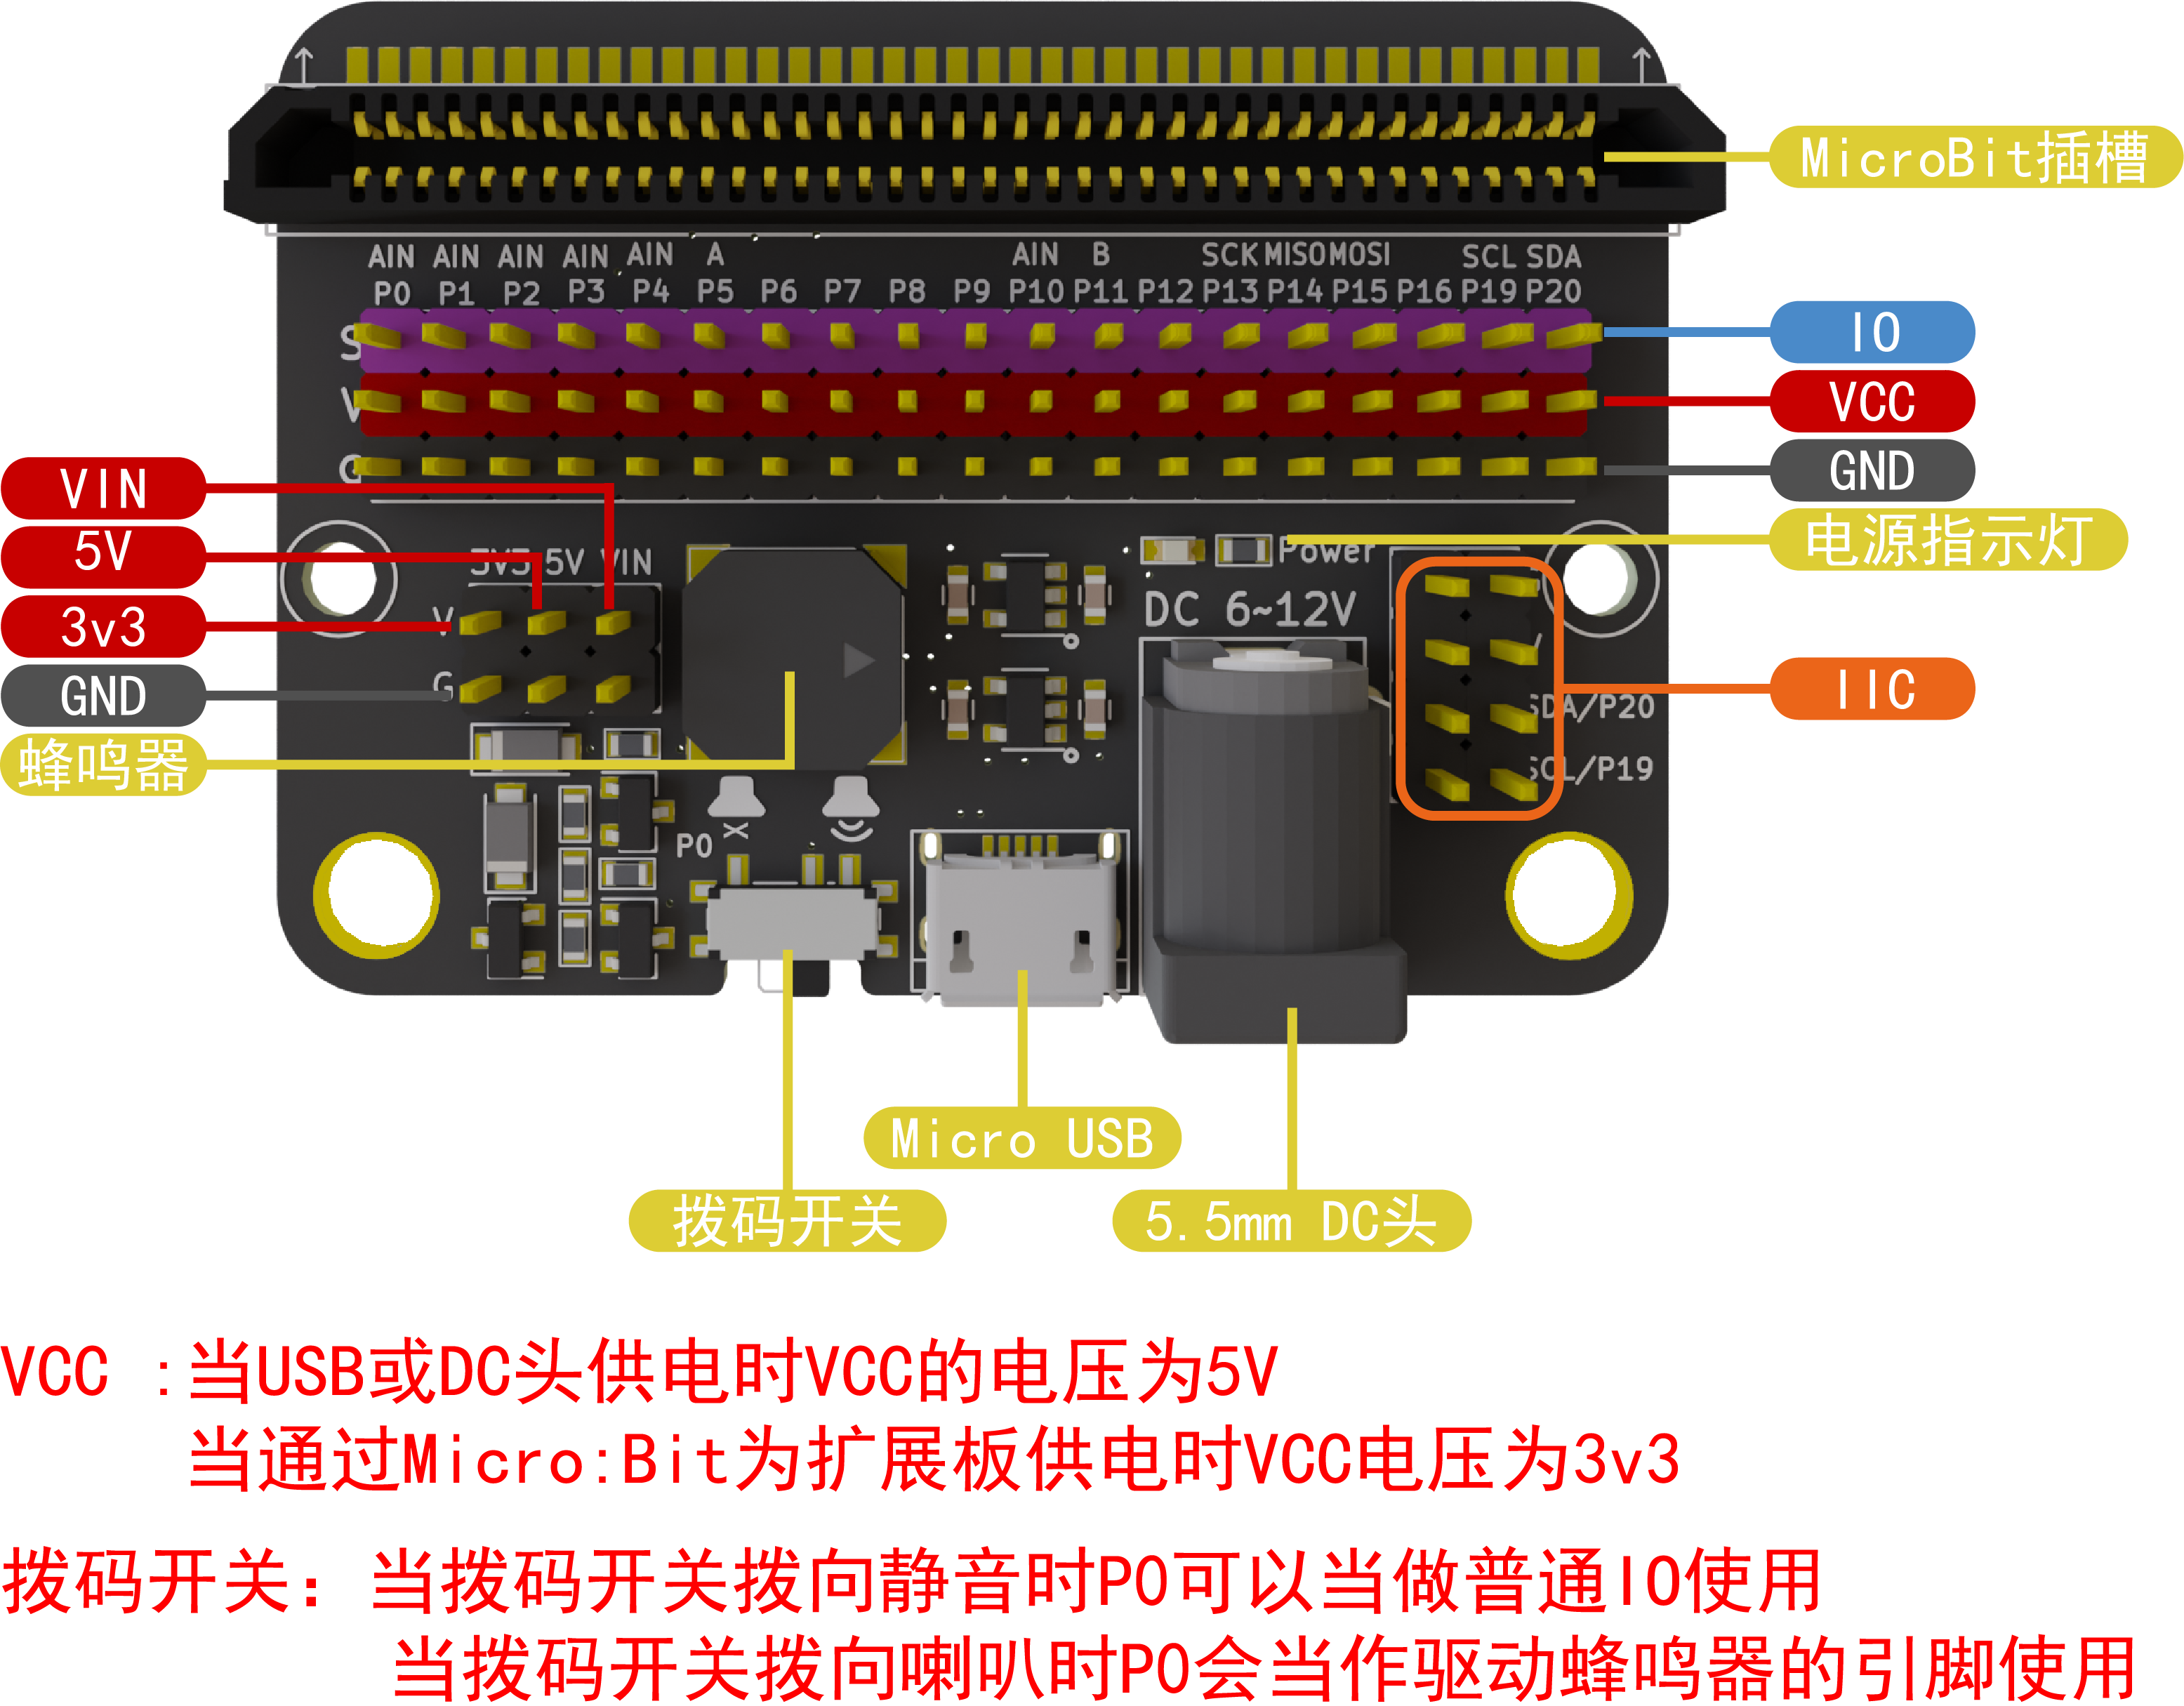 MicroBit插槽
AIN AIN AIN AIN AIN A AIN B SCK MISO MOSI SCL SDA
P0 P1 P2 P3 P4 P5 P6 P7 P8 P9 P10 P11 P12 P13 P14 P15 P16 P19 P20
S
IO
V
VCC
G
GND
VIN
5V
3v3
GND
蜂鸣器
3V3 5V VIN
V
G
Power
电源指示灯
DC 6~12V
IIC
SDA/P20
SCL/P19
P0
Micro USB
拨码开关
5.5mm DC头
VCC :当USB或DC头供电时VCC的电压为5V
当通过Micro:Bit为扩展板供电时VCC电压为3v3
拨码开关: 当拨码开关拨向静音时P0可以当做普通IO使用
当拨码开关拨向喇叭时P0会当作驱动蜂鸣器的引脚使用